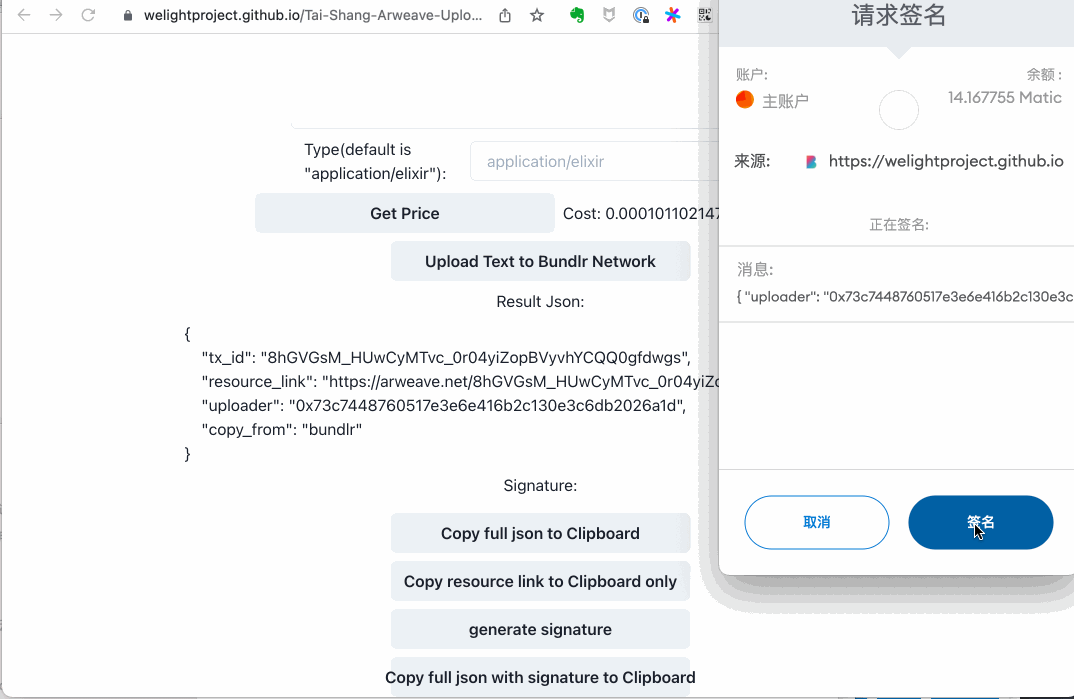 welightproject.github.io/Tai-Shang-Arweave-Uplo...
Type(default is
"application/elixir"):
application/elixir
Get Price
Cost: 0.000101102147
Upload Text to Bundlr Network
Result Json:
{
"tx_id": "8hGVGsM_HUwCyMTvc_0r04yiZopBVyvhYCQQ0gfdwgs",
"resource_link": "https://arweave.net/8hGVGsM_HUwCyMTvc_0r04yiZo
"uploader": "0x73c7448760517e3e6e416b2c130e3c6db2026a1d",
"copy_from": "bundlr"
}
Signature:
Copy full json to Clipboard
Copy resource link to Clipboard only
generate signature
Copy full json with signature to Clipboard
请求签名
账户:
余额 :
主账户
14.167755 Matic
来源:
https://welightproject.github.io
正在签名:
消息:
{ "uploader": "0x73c7448760517e3e6e416b2c130e3c
取消
签名